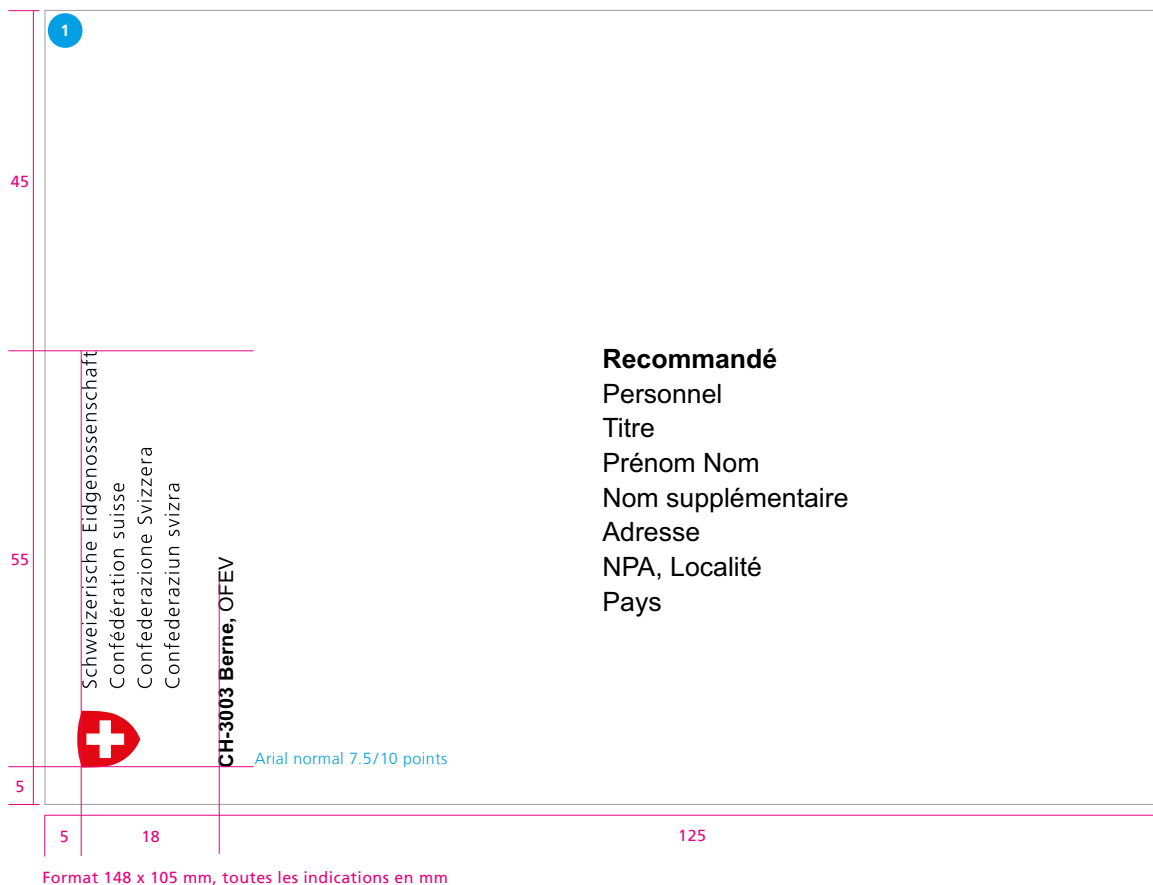 1
45
Schweizerische Eidgenossenschaft
Confédération suisse
Confederazione Svizzera
Confederaziun svizra
CH-3003 Berne, OFEV
Recommandé
Personnel
Titre
Prénom Nom
Nom supplémentaire
Adresse
NPA, Localité
Pays
55
Arial normal 7.5/10 points
5
5
18
125
Format 148 x 105 mm, toutes les indications en mm